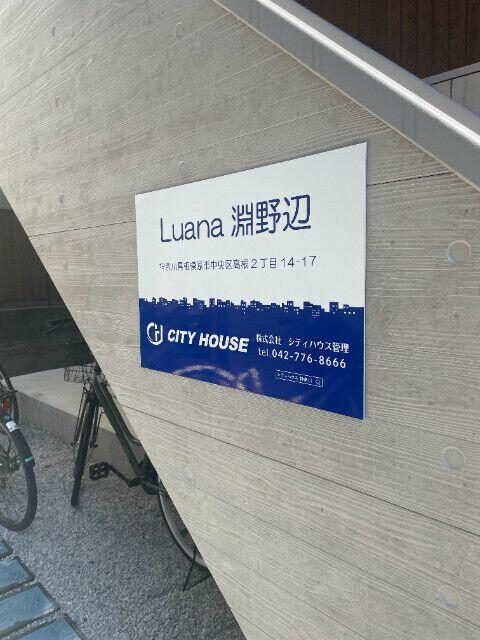 Luana 淵野辺
神奈川県相模原市中央区高根2丁目14-17
CITY HOUSE
株式会社 シティハウス管理
tel.042-776-8666